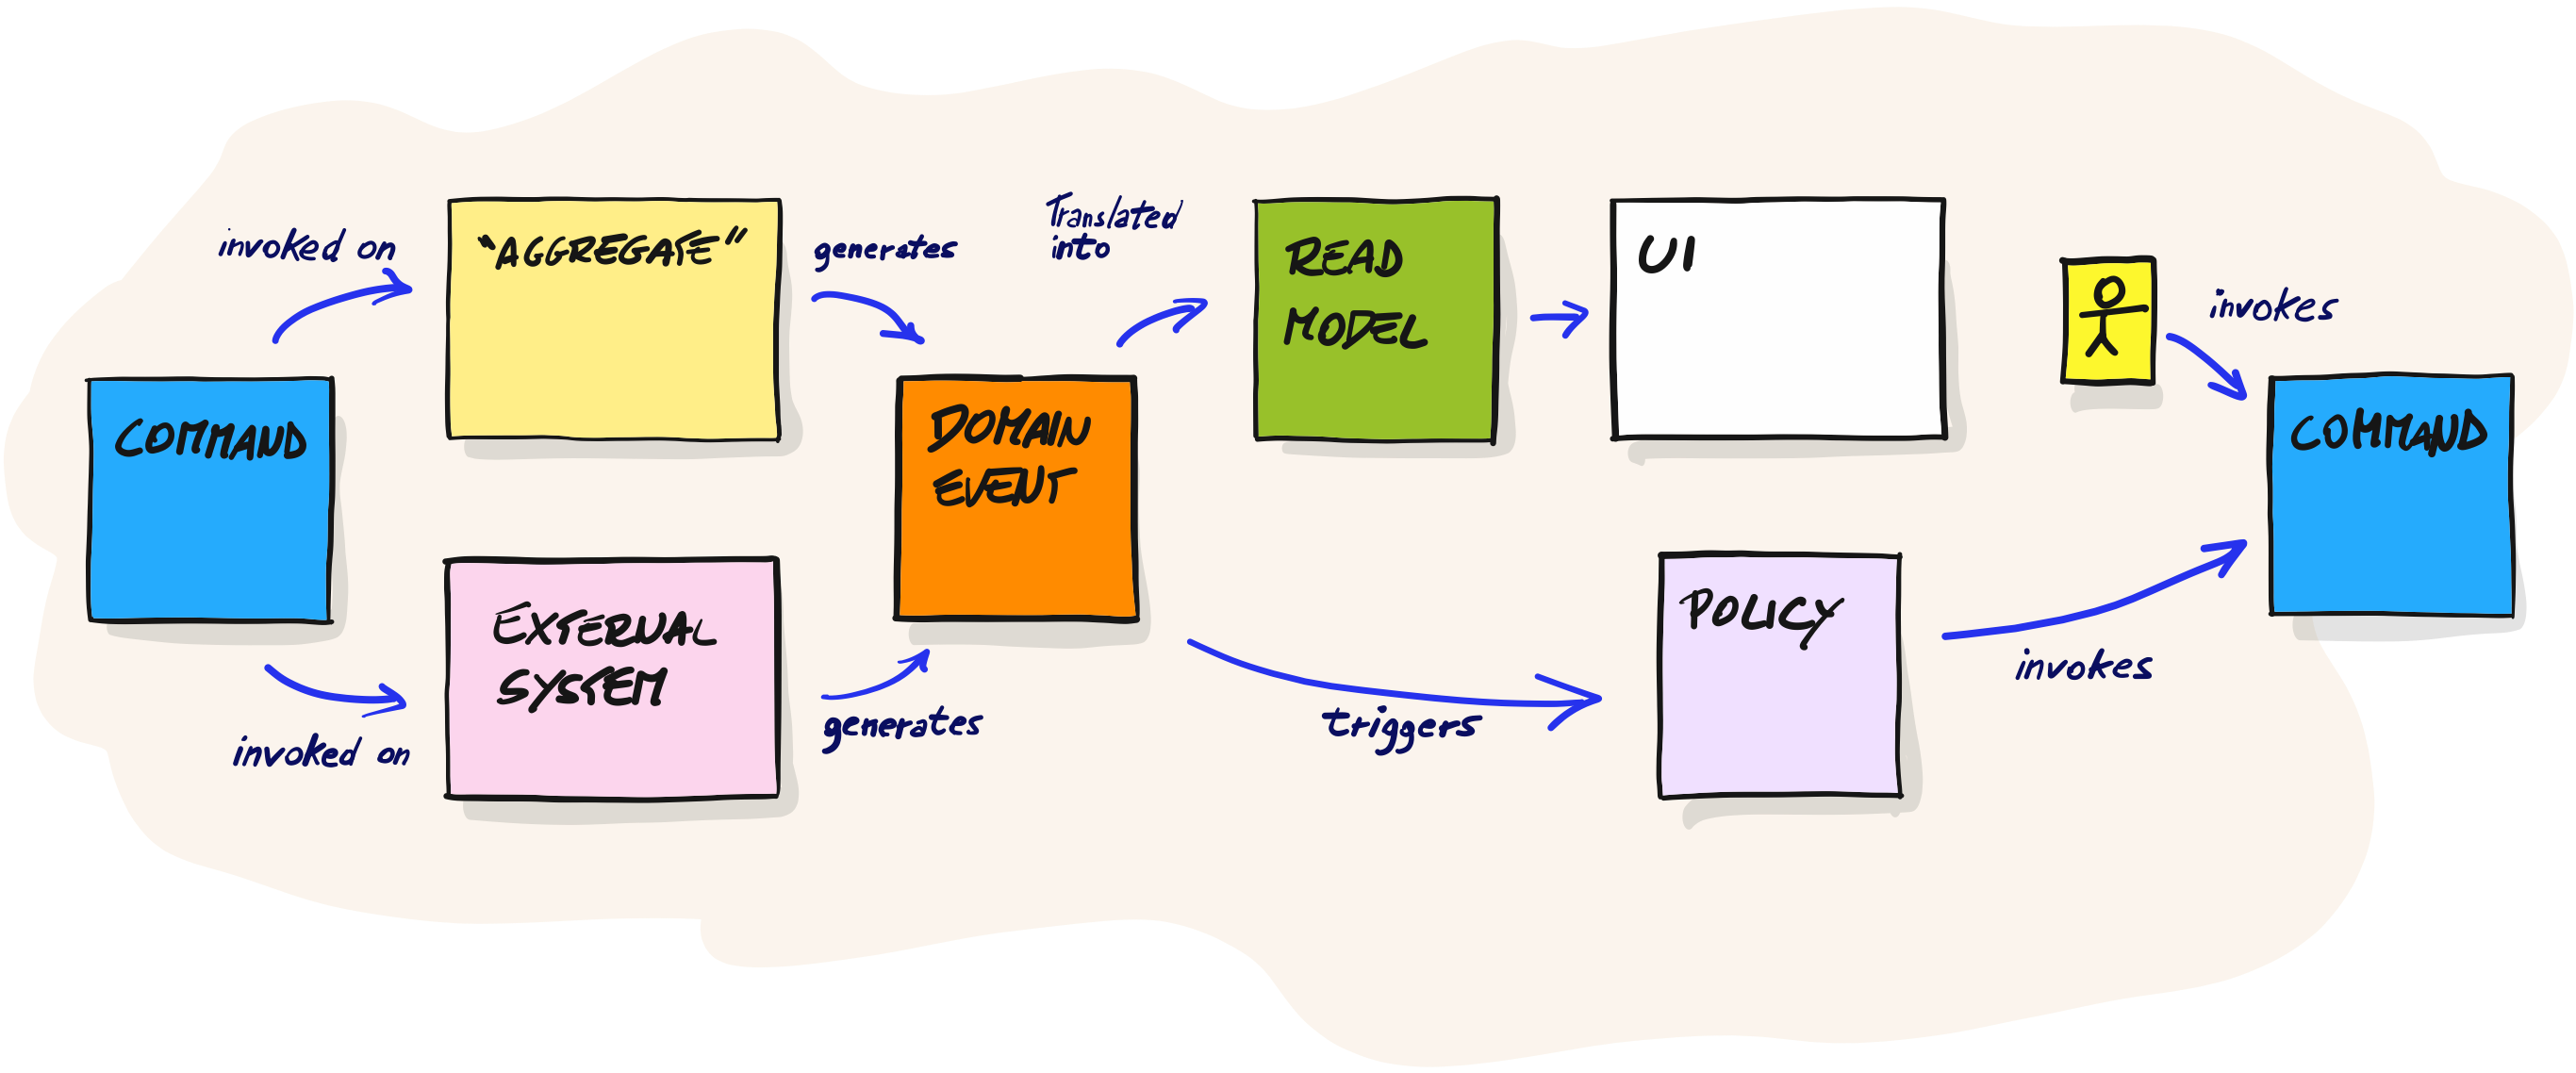 COMMAND
invoked on
invoked on
"AGGREGATE"
EXTERNAL
SYSTEM
generates
generates
DOMAIN
EVENT
Translated
into
triggers
READ
MODEL
UI
POLICY
invokes
invokes
COMMAND